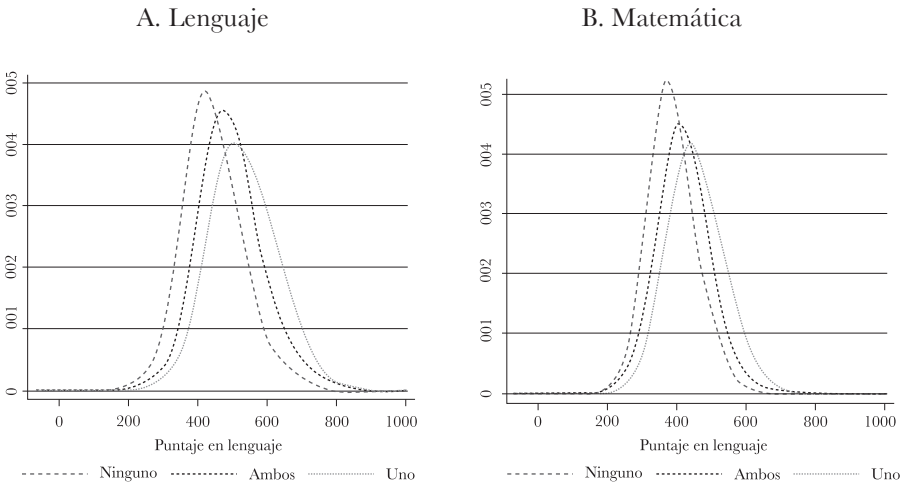 A. Lenguaje
005
004
003
002
001
0
0 200 400 600 800 1000
Puntaje en lenguaje
Ninguno Ambos Uno
B. Matemática
005
004
003
002
001
0
0 200 400 600 800 1000
Puntaje en lenguaje
Ninguno Ambos Uno